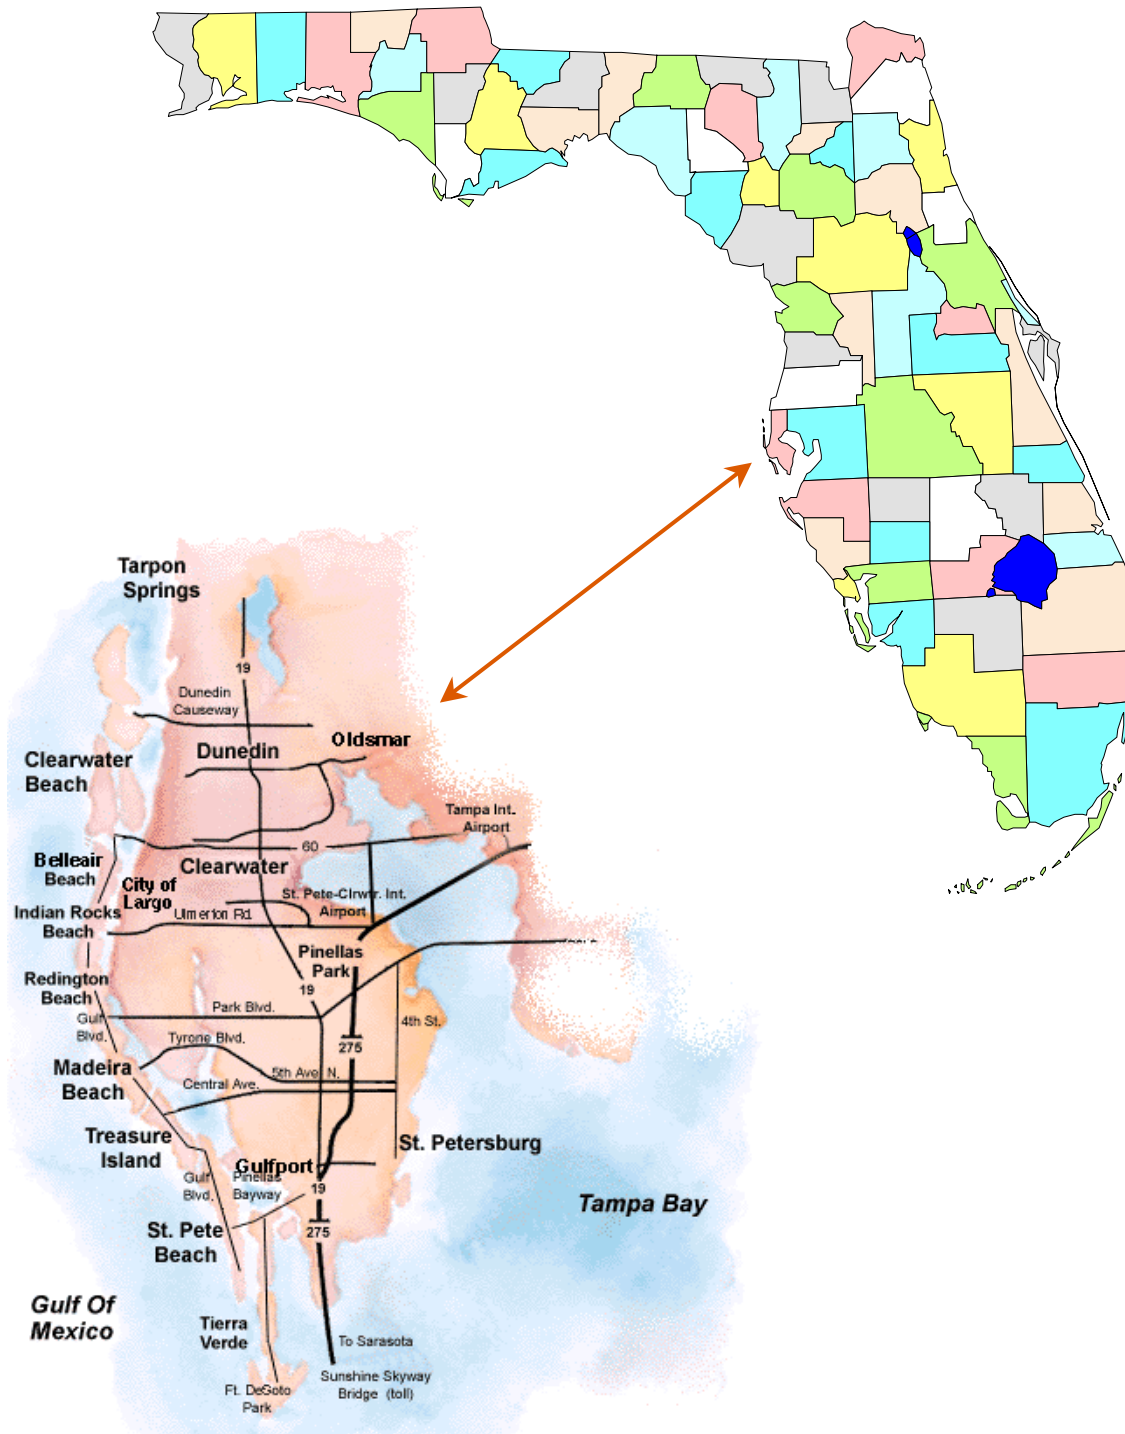 Tarpon
Springs
19
Dunedin
Causeway
Oldsmar
Dunedin
Clearwater
Beach
Tampa Int.
Airport
60
Belleair
Beach
Clearwater
City of
Largo
St. Pete-Clrwtr. Int.
Airport
Indian Rocks
Beach
Ulmerton Rd.
Pinellas
Park
Redington
Beach
19
Park Blvd.
Gulf
Blvd.
4th St.
Tyrone Blvd.
275
Madeira
Beach
5th Ave. N.
Central Ave.
Treasure
Island
St. Petersburg
Gulfport
Gulf
Blvd.
Pinellas
Bayway
19
Tampa Bay
St. Pete
Beach
275
Gulf Of
Mexico
Tierra
Verde
To Sarasota
Sunshine Skyway
Bridge (toll)
Ft. DeSoto
Park